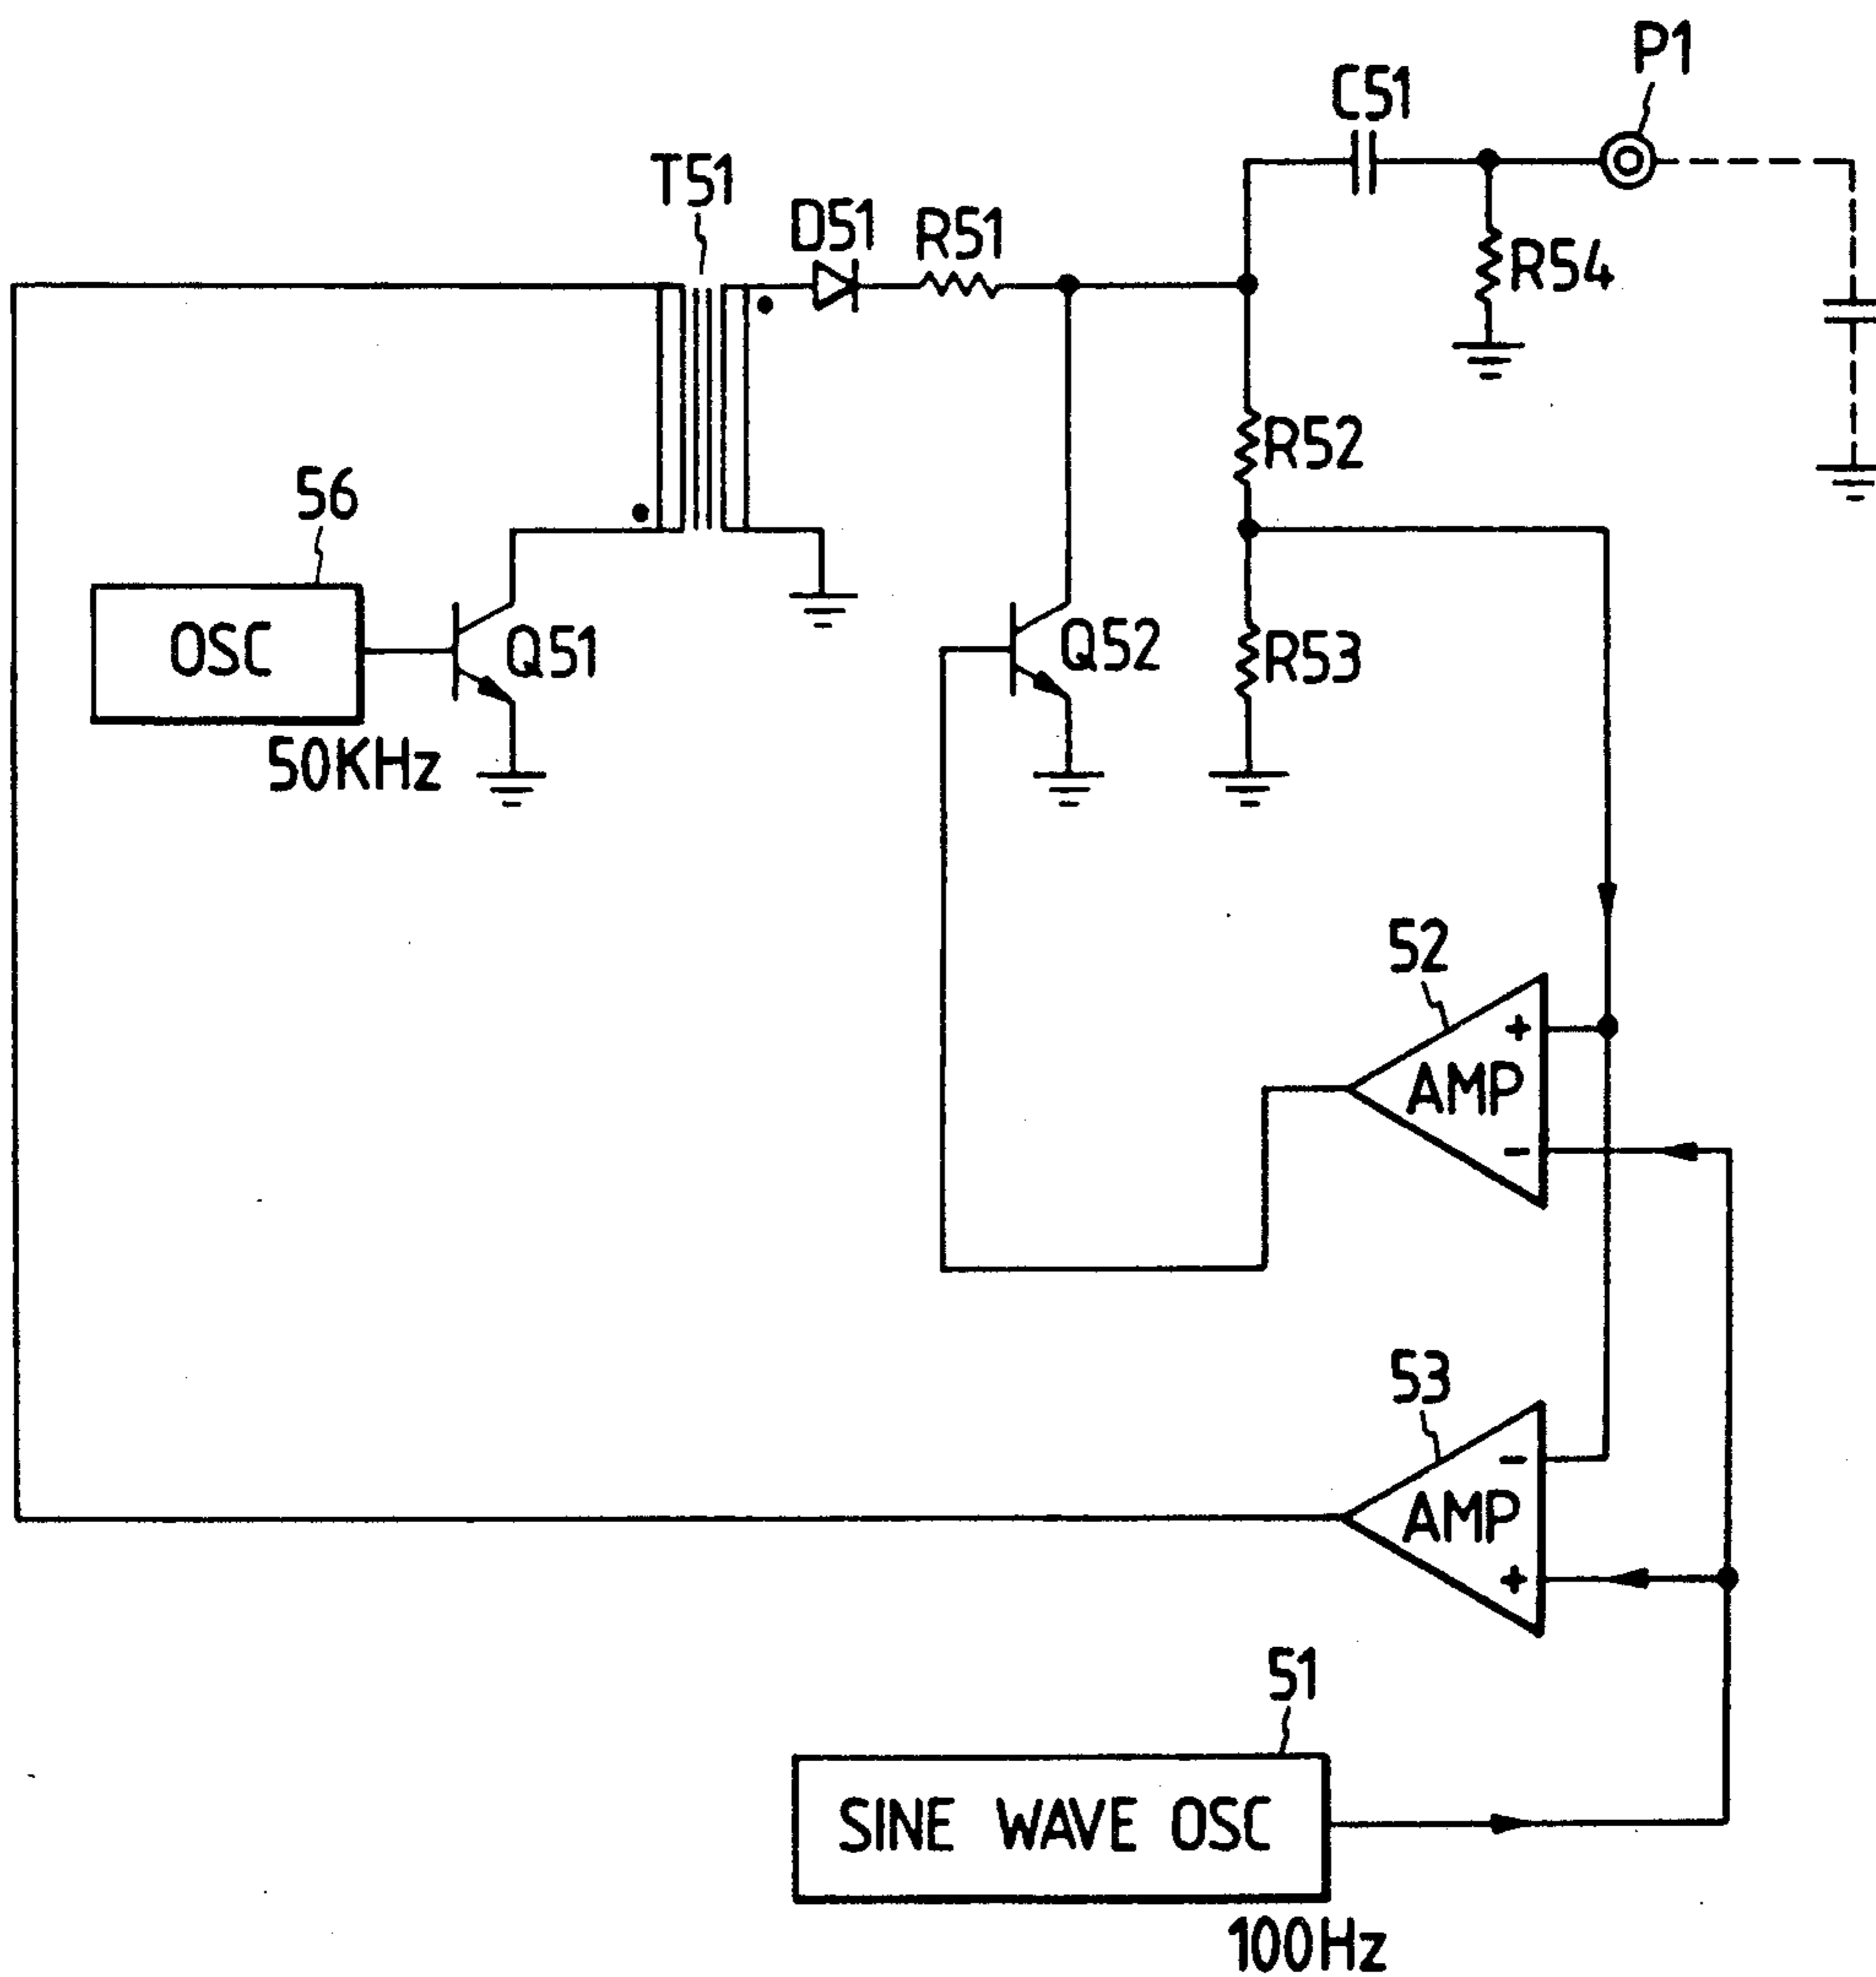 P1
C51
T51
D51
R51
R54
R52
56
OSC
Q51
Q52
R53
50KHz
52
+
AMP
-
53
-
AMP
+
51
SINE WAVE OSC
100Hz